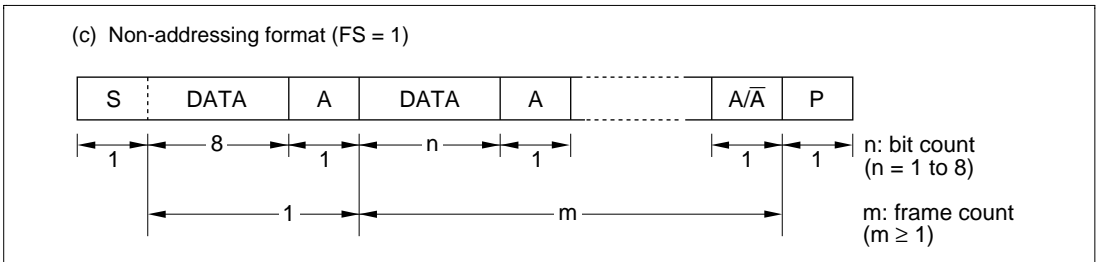 (c) Non-addressing format (FS = 1)
S DATA A DATA A A/A̅ P
1 8 1 n 1 1 1
n: bit count
(n = 1 to 8)
1 m
m: frame count
(m ≥ 1)